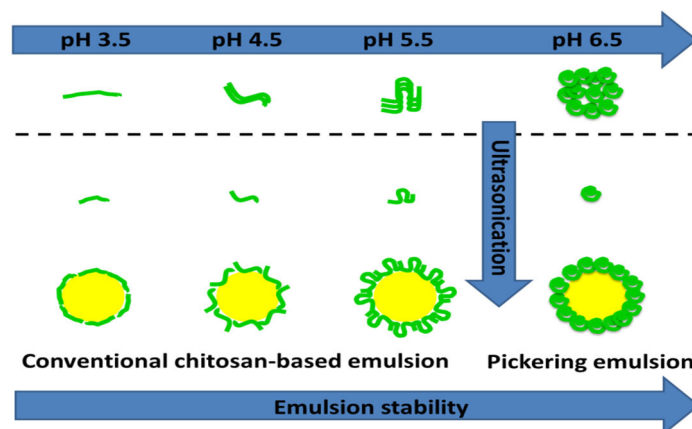 pH 3.5 pH 4.5 pH 5.5 pH 6.5
Ultrasonication
Conventional chitosan-based emulsion Pickering emulsion
Emulsion stability